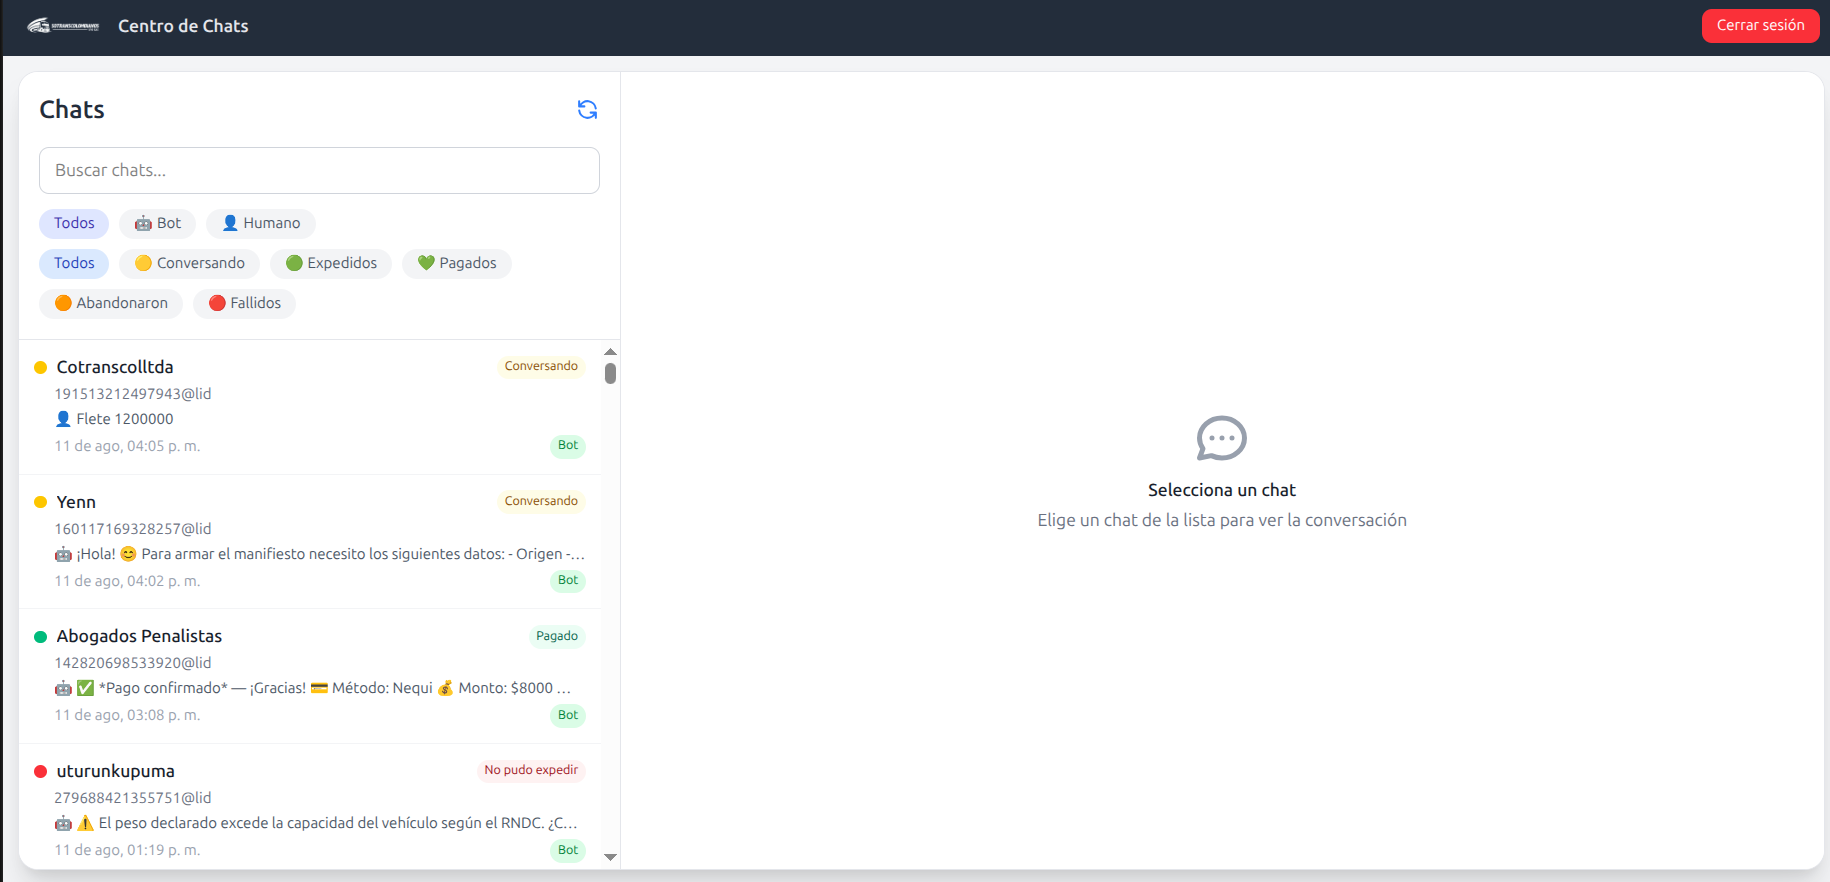 COTRANSCOLOMBIANOS
Centro de Chats
Cerrar sesión
Chats
Buscar chats...
Todos
🤖 Bot
👤 Humano
Todos
🟡 Conversando
🟢 Expedidos
💚 Pagados
🟠 Abandonaron
🔴 Fallidos
Cotranscolltda
Conversando
191513212497943@lid
👤 Flete 1200000
11 de ago, 04:05 p. m.
Bot
Yenn
Conversando
160117169328257@lid
🤖 ¡Hola! 😊 Para armar el manifiesto necesito los siguientes datos: - Origen -...
11 de ago, 04:02 p. m.
Bot
Abogados Penalistas
Pagado
142820698533920@lid
🤖 ✅ *Pago confirmado* — ¡Gracias! 💳 Método: Nequi 💰 Monto: $8000 ...
11 de ago, 03:08 p. m.
Bot
uturunkupuma
No pudo expedir
279688421355751@lid
🤖 ⚠️ El peso declarado excede la capacidad del vehículo según el RNDC. ¿C...
11 de ago, 01:19 p. m.
Bot
Selecciona un chat
Elige un chat de la lista para ver la conversación